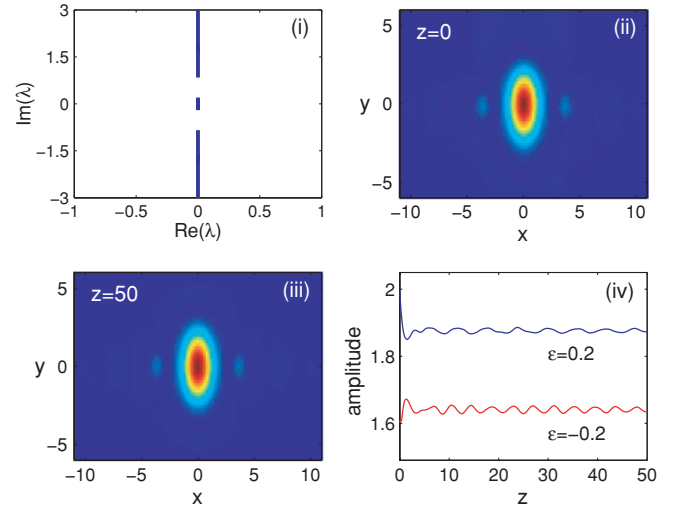 3
1.5
0
−1.5
−3
Im(λ)
(i)
−1
−0.5
0
0.5
1
Re(λ)
5
0
−5
y
z=0
(ii)
−10
−5
0
5
10
x
5
0
−5
y
z=50
(iii)
−10
−5
0
5
10
x
2
1.8
1.6
amplitude
(iv)
ε=0.2
ε=−0.2
0
10
20
30
40
50
z